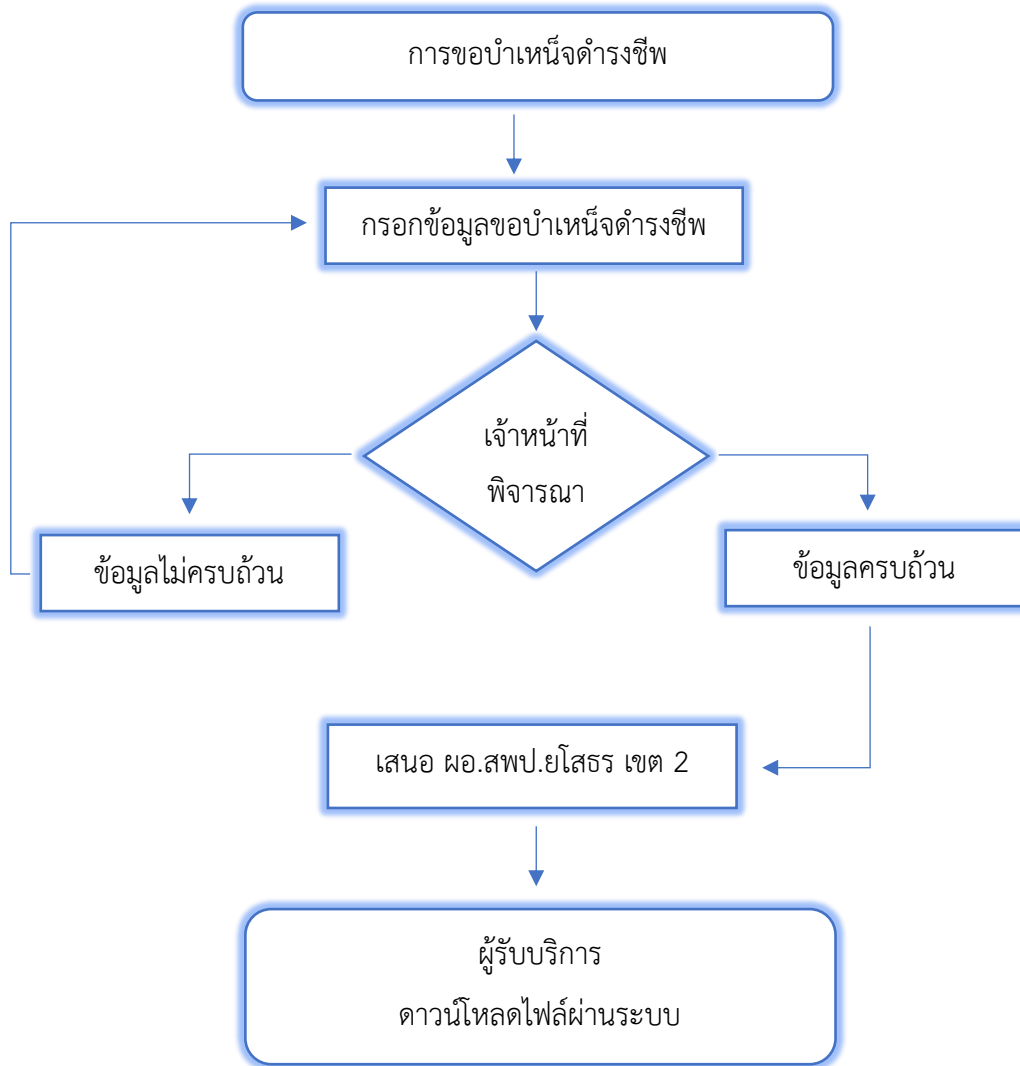 การขอบำเหน็จดำรงชีพ
กรอกข้อมูลขอบำเหน็จดำรงชีพ
เจ้าหน้าที่
พิจารณา
ข้อมูลไม่ครบถ้วน
ข้อมูลครบถ้วน
เสนอ ผอ.สพป.ยโสธร เขต 2
ผู้รับบริการ
ดาวน์โหลดไฟล์ผ่านระบบ